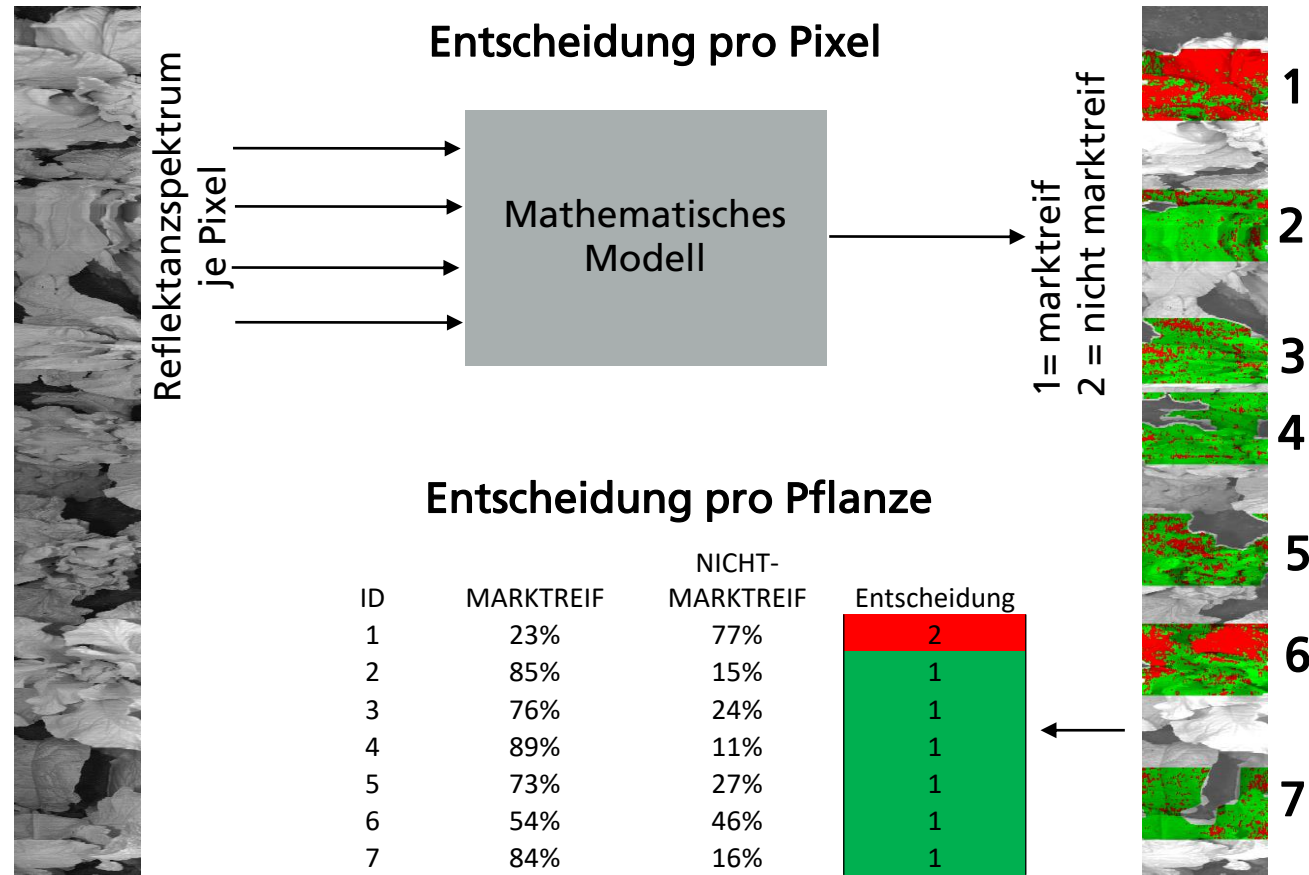 Entscheidung pro Pixel
Reflektanzspektrum
je Pixel
Mathematisches
Modell
1= marktreif
2 = nicht marktreif
1
2
3
4
5
6
7
Entscheidung pro Pflanze
NICHT-
ID MARKTREIF MARKTREIF Entscheidung
1 23% 77% 2
2 85% 15% 1
3 76% 24% 1
4 89% 11% 1
5 73% 27% 1
6 54% 46% 1
7 84% 16% 1